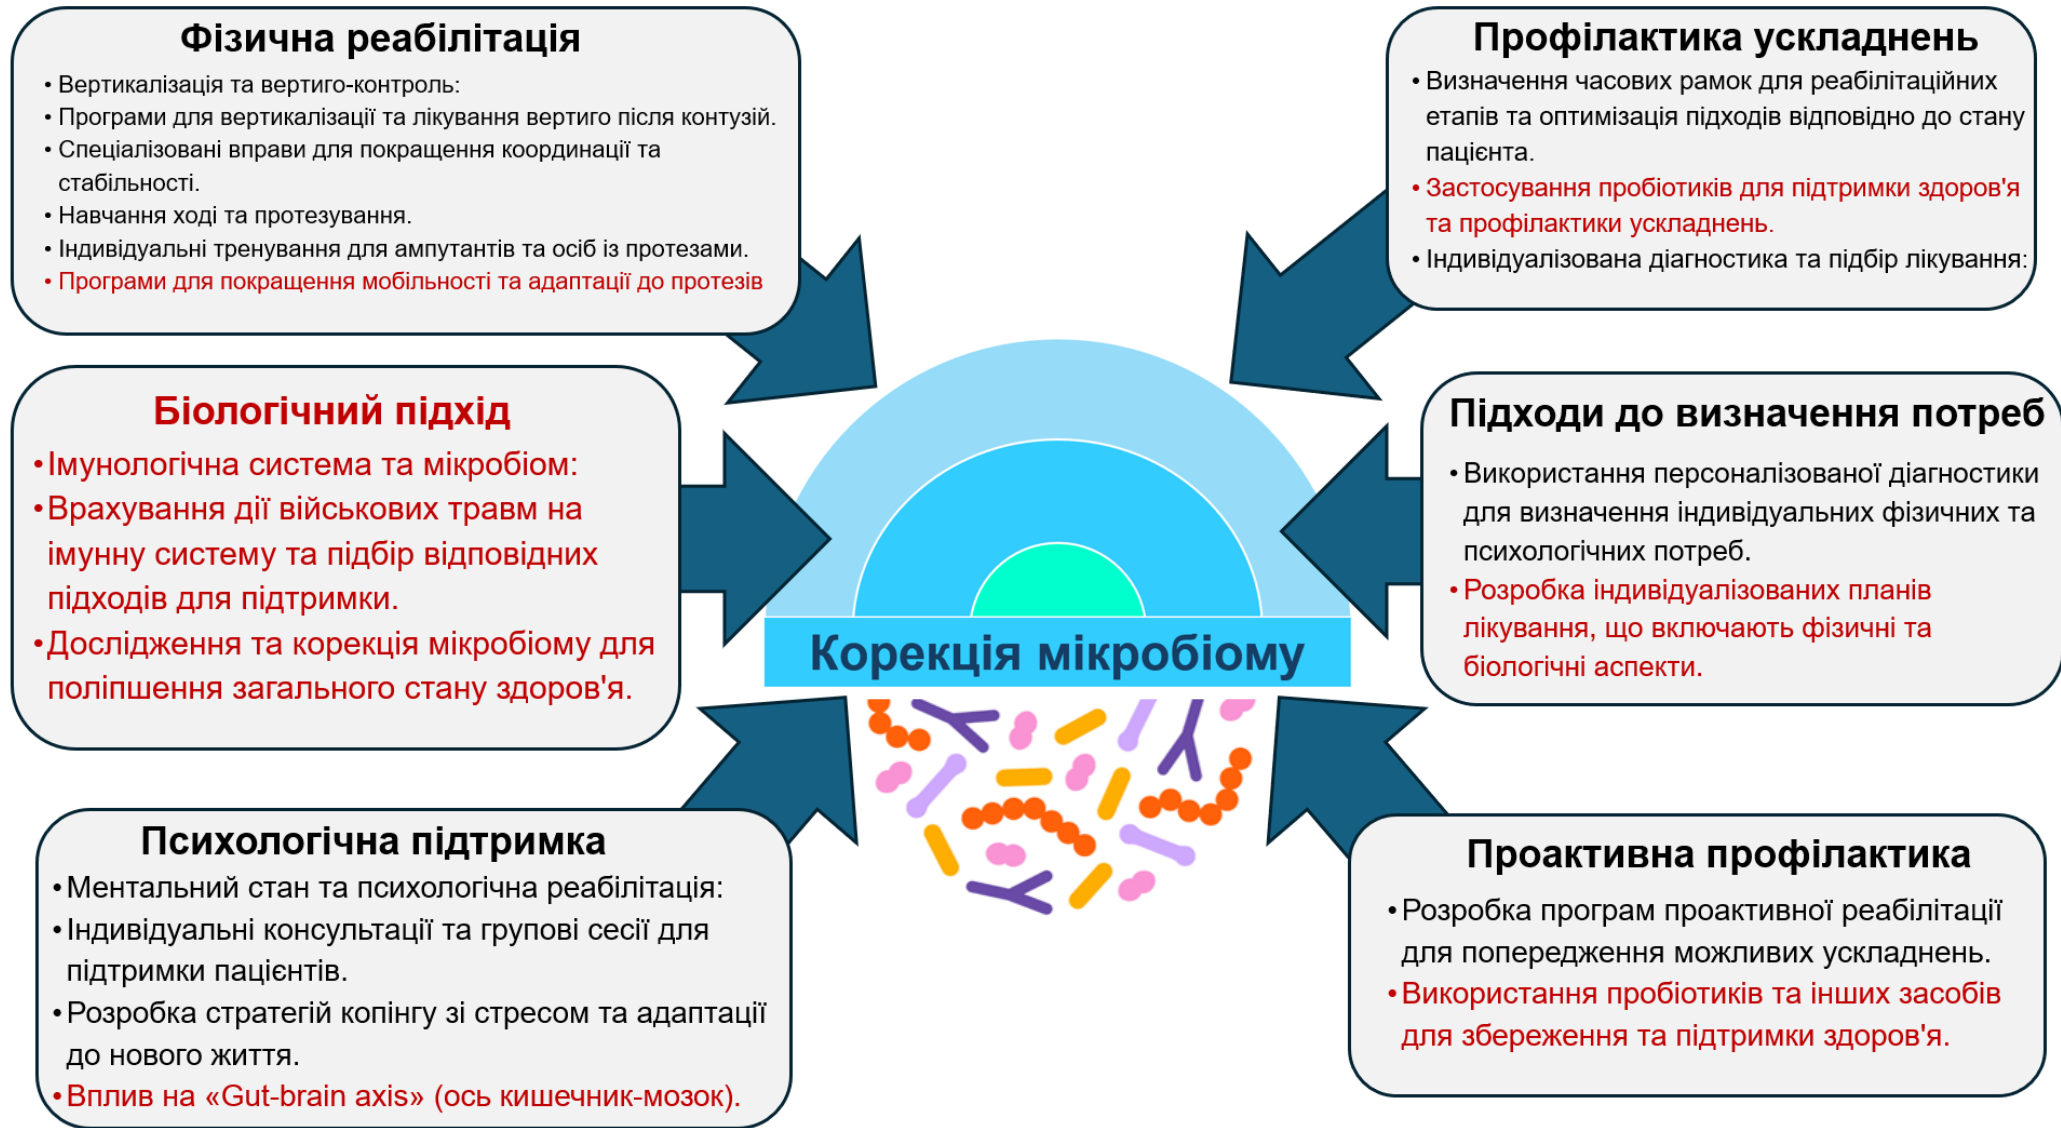 Фізична реабілітація
• Вертикалізація та вертиго-контроль:
• Програми для вертикалізації та лікування вертиго після контузій.
• Спеціалізовані вправи для покращення координації та
стабільності.
• Навчання ході та протезування.
• Індивідуальні тренування для ампутантів та осіб із протезами.
• Програми для покращення мобільності та адаптації до протезів
Профілактика ускладнень
• Визначення часових рамок для реабілітаційних
етапів та оптимізація підходів відповідно до стану
пацієнта.
• Застосування пробіотиків для підтримки здоров'я
та профілактики ускладнень.
• Індивідуалізована діагностика та підбір лікування:
Біологічний підхід
• Імунологічна система та мікробіом:
• Врахування дії військових травм на
імунну систему та підбір відповідних
підходів для підтримки.
• Дослідження та корекція мікробіому для
поліпшення загального стану здоров'я.
Корекція мікробіому
Підходи до визначення потреб
• Використання персоналізованої діагностики
для визначення індивідуальних фізичних та
психологічних потреб.
• Розробка індивідуалізованих планів
лікування, що включають фізичні та
біологічні аспекти.
Психологічна підтримка
• Ментальний стан та психологічна реабілітація:
• Індивідуальні консультації та групові сесії для
підтримки пацієнтів.
• Розробка стратегій копінгу зі стресом та адаптації
до нового життя.
• Вплив на «Gut-brain axis» (ось кишечник-мозок).
Проактивна профілактика
• Розробка програм проактивної реабілітації
для попередження можливих ускладнень.
• Використання пробіотиків та інших засобів
для збереження та підтримки здоров'я.